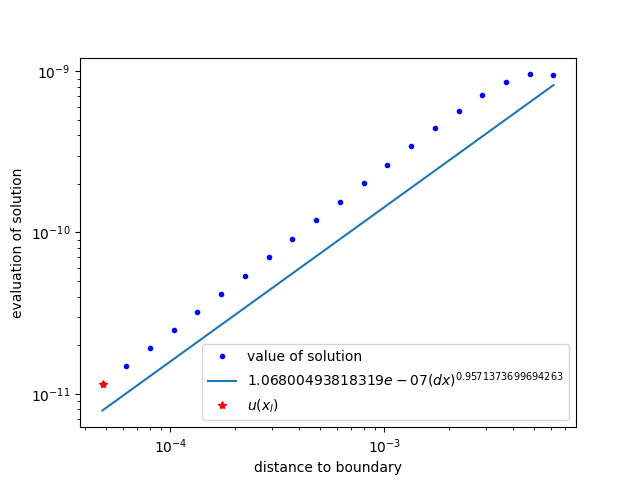 10⁻⁹
10⁻¹⁰
10⁻¹¹
evaluation of solution
value of solution
1.06800493818319e − 07(dx)^0.9571373699694263
u(x_l)
10⁻⁴
10⁻³
distance to boundary